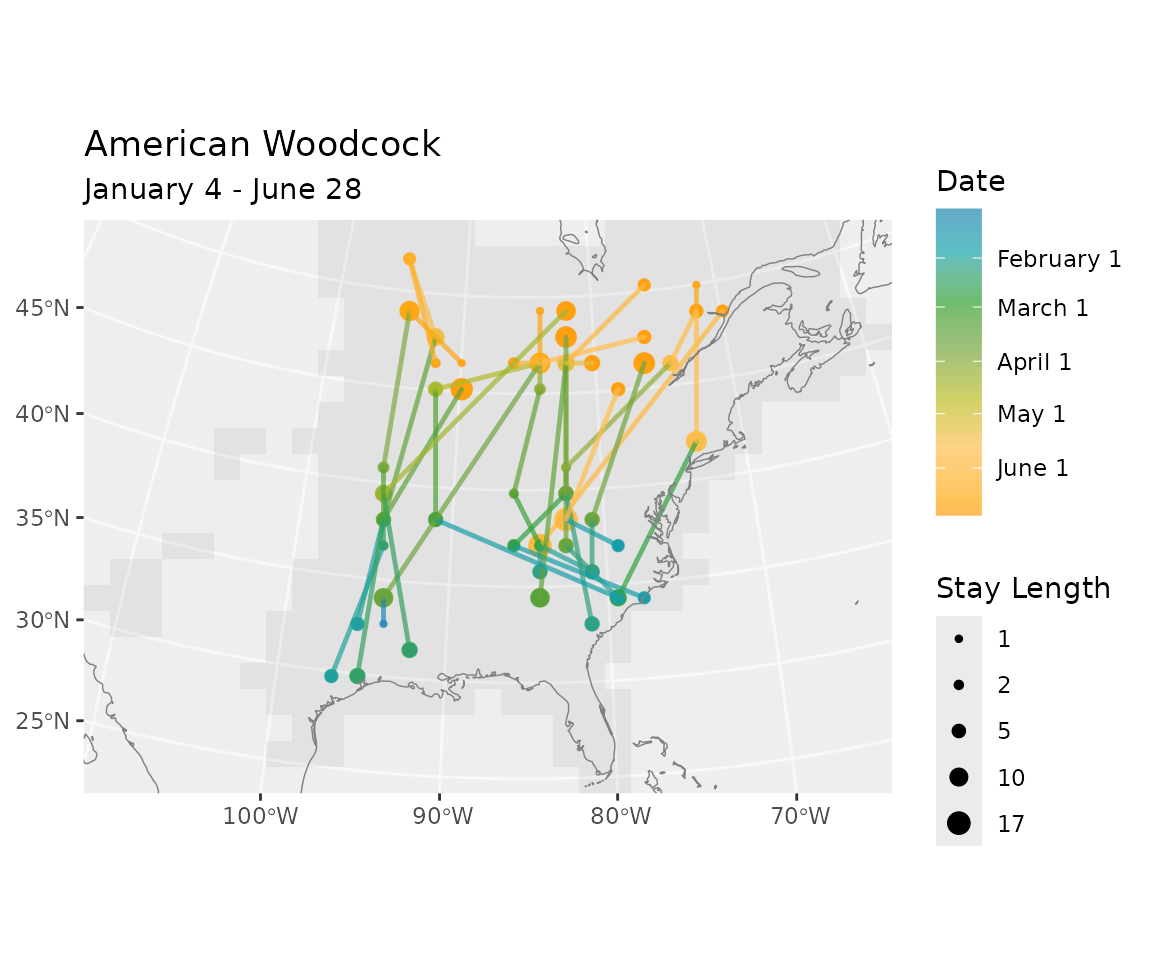 American Woodcock
January 4 - June 28
45°N
40°N
35°N
30°N
25°N
100°W
90°W
80°W
70°W
Date
February 1
March 1
April 1
May 1
June 1
Stay Length
1
2
5
10
17